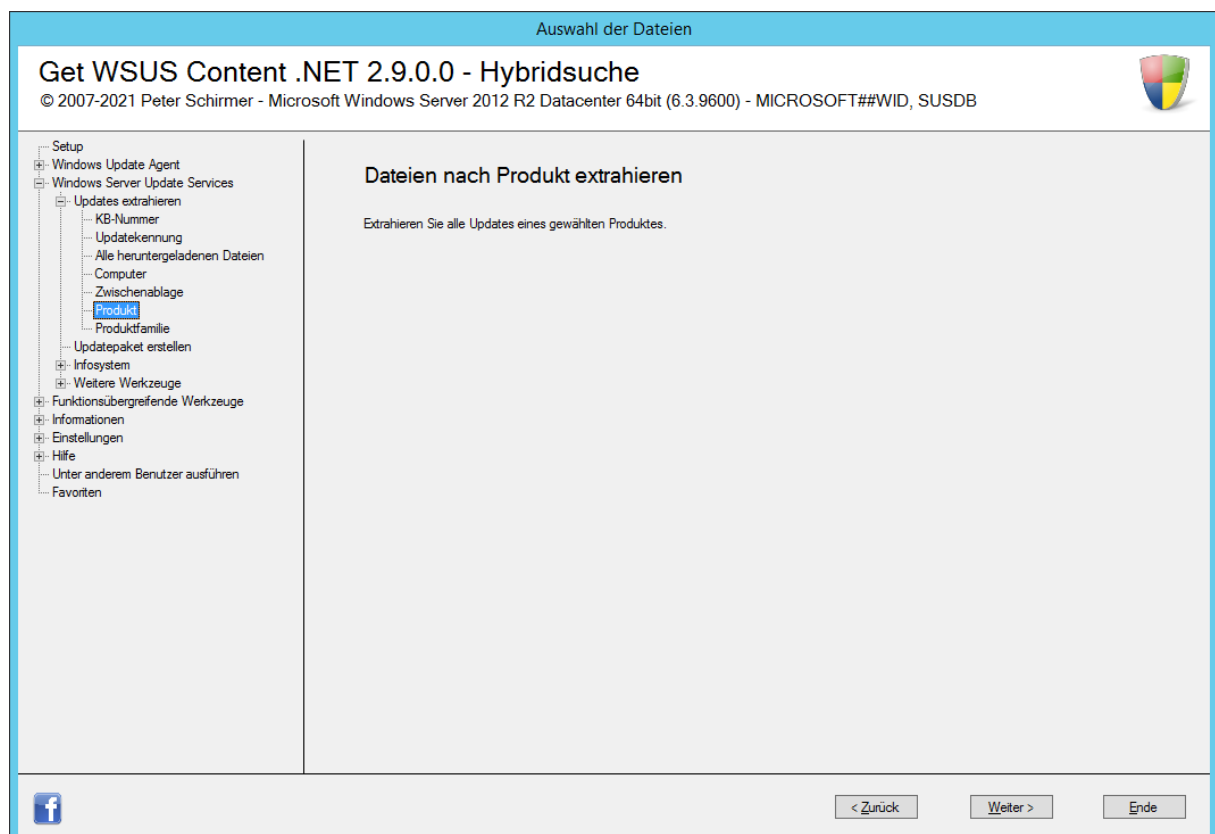 Auswahl der Dateien
Get WSUS Content .NET 2.9.0.0 - Hybridsuche
© 2007-2021 Peter Schirmer - Microsoft Windows Server 2012 R2 Datacenter 64bit (6.3.9600) - MICROSOFT##WID, SUSDB
Setup
Windows Update Agent
Windows Server Update Services
Updates extrahieren
KB-Nummer
Updatekennung
Alle heruntergeladenen Dateien
Computer
Zwischenablage
Produkt
Produktfamilie
Updatepaket erstellen
Infosystem
Weitere Werkzeuge
Funktionsübergreifende Werkzeuge
Informationen
Einstellungen
Hilfe
Unter anderem Benutzer ausführen
Favoriten
Dateien nach Produkt extrahieren
Extrahieren Sie alle Updates eines gewählten Produktes.
f
< Zurück
Weiter >
Ende